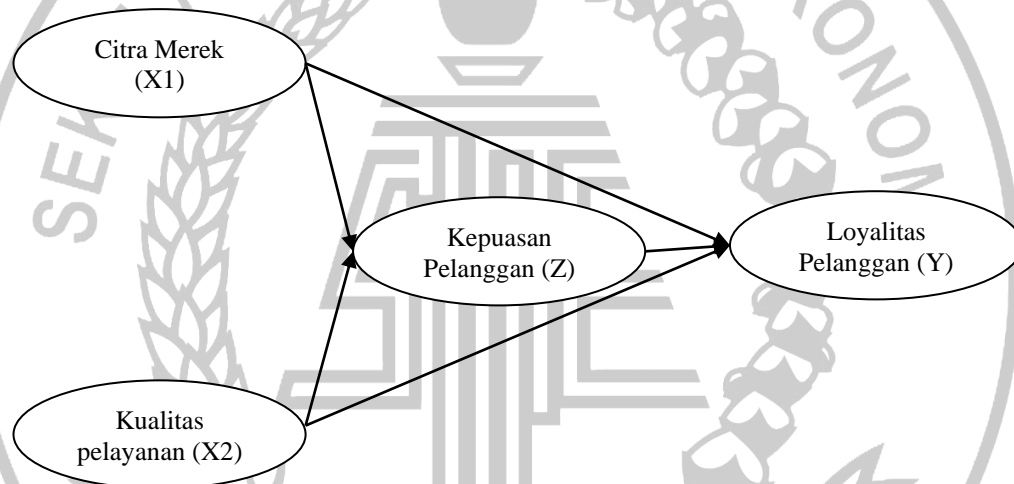 Citra Merek
(X1)
Kepuasan
Pelanggan (Z)
Loyalitas
Pelanggan (Y)
Kualitas
pelayanan (X2)